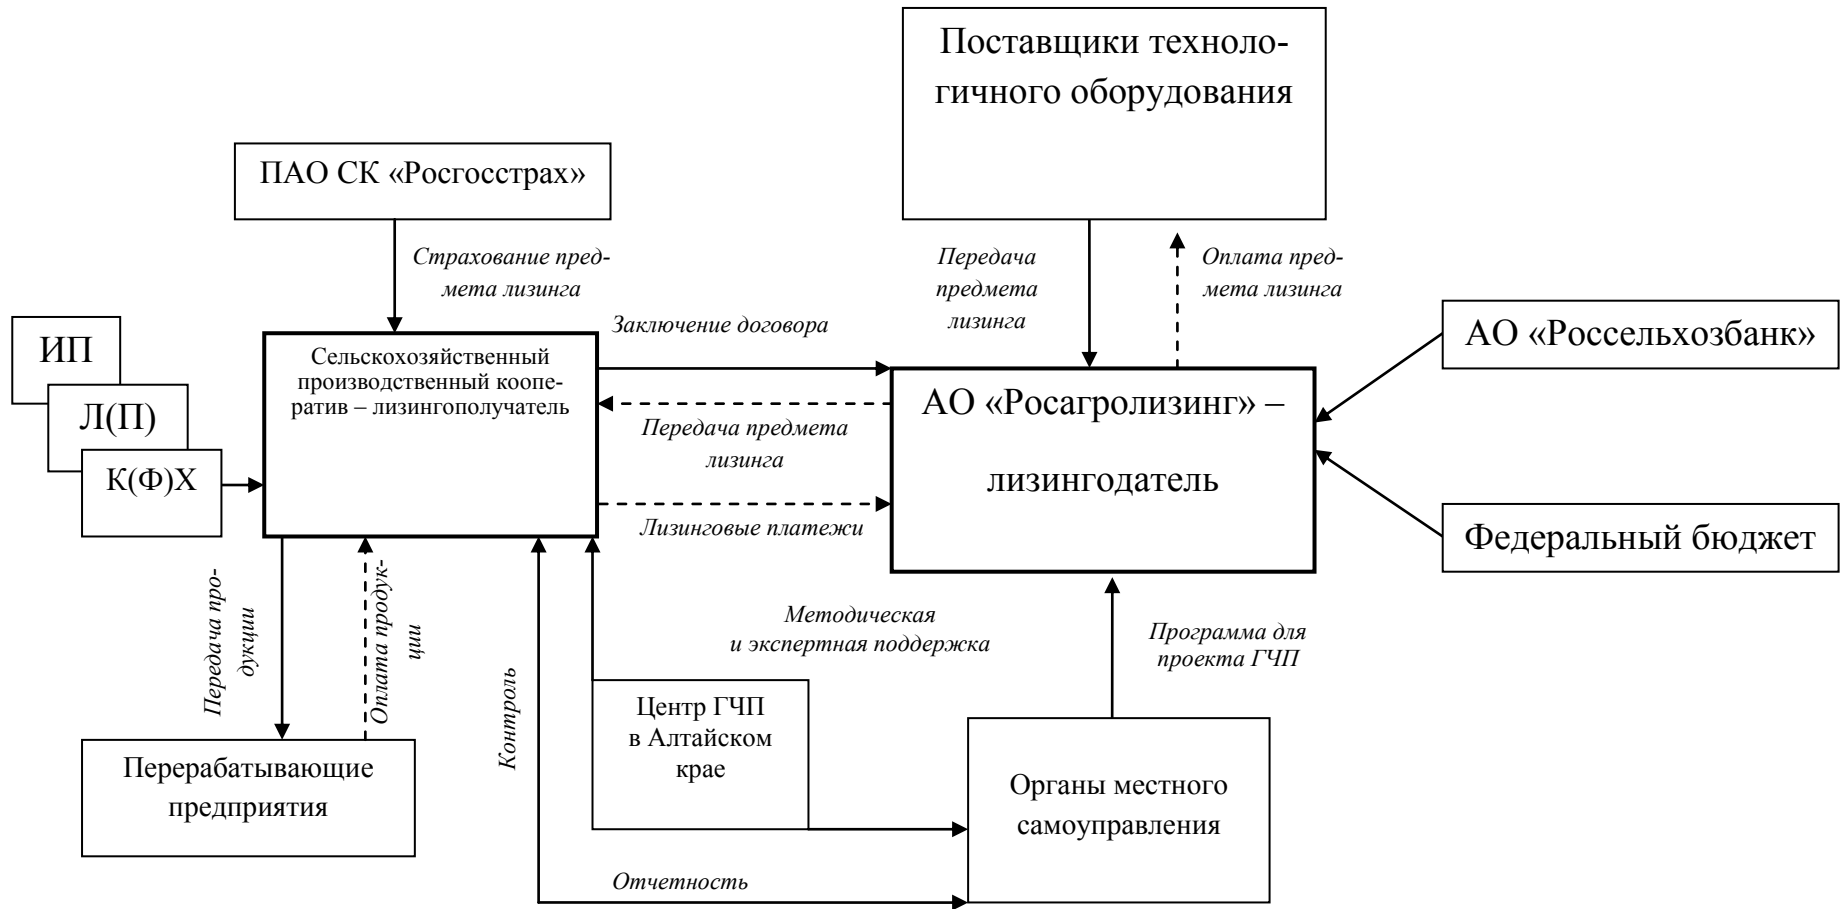 Поставщики техноло-
гичного оборудования
ПАО СК «Росгосстрах»
Страхование пред-
мета лизинга
Передача
предмета
лизинга
Оплата пред-
мета лизинга
Заключение договора
АО «Россельхозбанк»
ИП
Л(П)
К(Ф)Х
Сельскохозяйственный
производственный коопе-
ратив – лизингополучатель
АО «Росагролизинг» –
лизингодатель
Передача предмета
лизинга
Лизинговые платежи
Федеральный бюджет
Передача про-
дукции
Оплата продук-
ции
Контроль
Методическая
и экспертная поддержка
Программа для
проекта ГЧП
Центр ГЧП
в Алтайском
крае
Перерабатывающие
предприятия
Органы местного
самоуправления
Отчетность